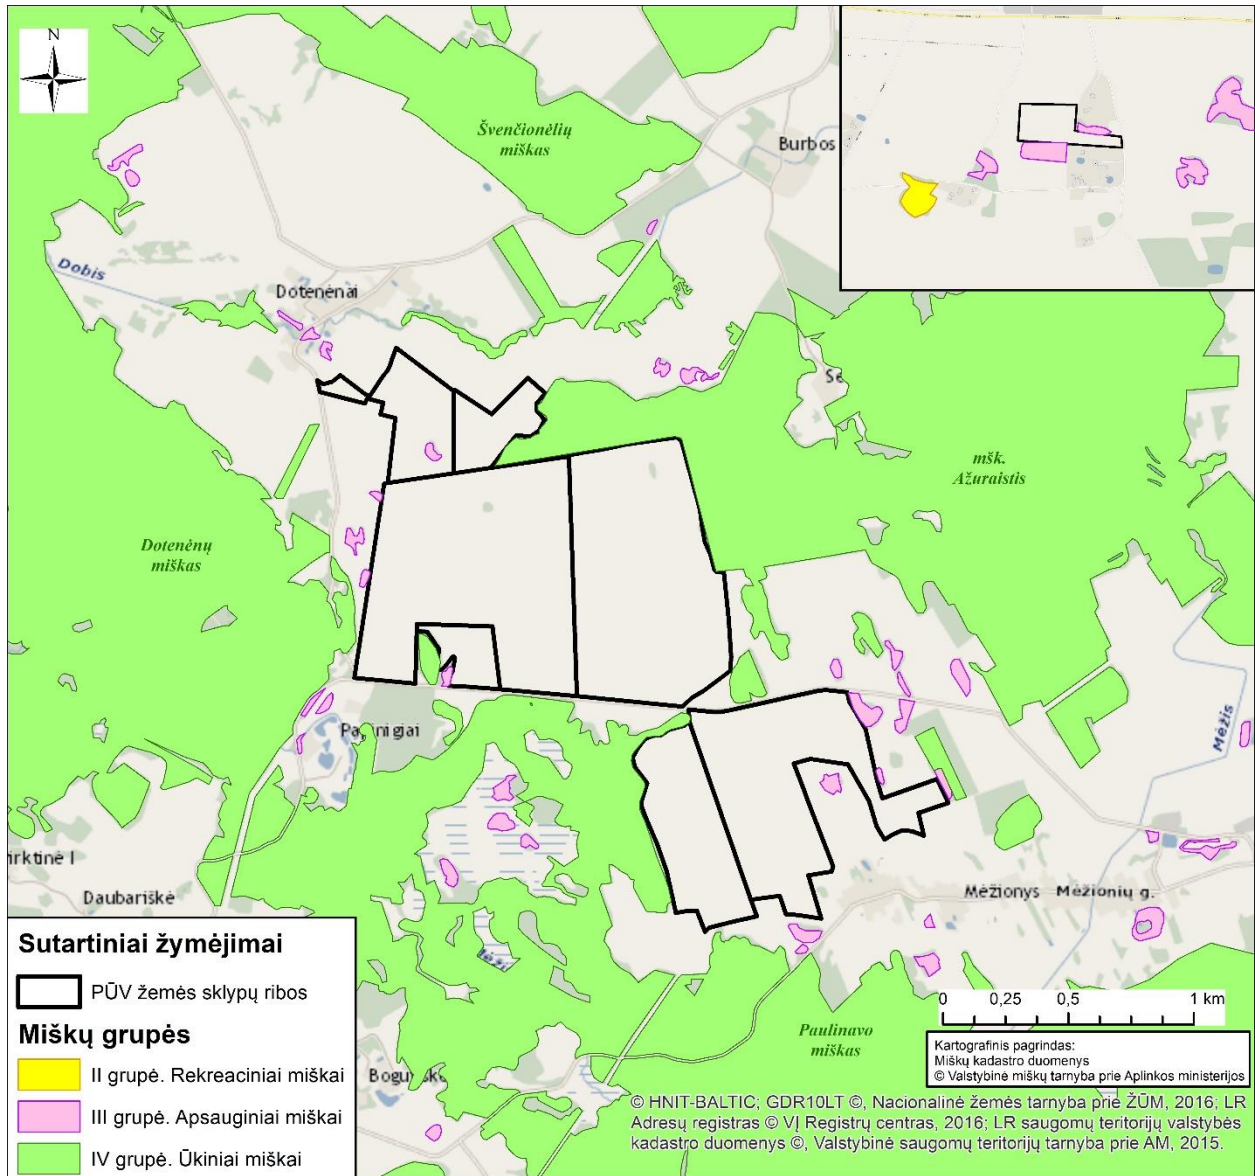 N
Švenčionėlių
miškas
Burbos
Dobis
Dotenėnai
mšk.
Ažuraistis
Dotenėnų
miškas
Mėžis
Daubariškė
Mėžionys
Mėžionių g.
Paulinavo
miškas
Sutartiniai žymėjimai
PŪV žemės sklypų ribos
Miškų grupės
II grupė. Rekreaciniai miškai
III grupė. Apsauginiai miškai
IV grupė. Ūkiniai miškai
0 0,25 0,5 1 km
Kartografinis pagrindas:
Miškų kadastro duomenys
© Valstybinė miškų tarnyba prie Aplinkos ministerijos
© HNIT-BALTIC; GDR10LT ©, Nacionalinė žemės tarnyba prie ŽŪM, 2016; LR
Adresų registras © VĮ Registrų centras, 2016; LR saugomų teritorijų valstybės
kadastro duomenys ©, Valstybinė saugomų teritorijų tarnyba prie AM, 2015.